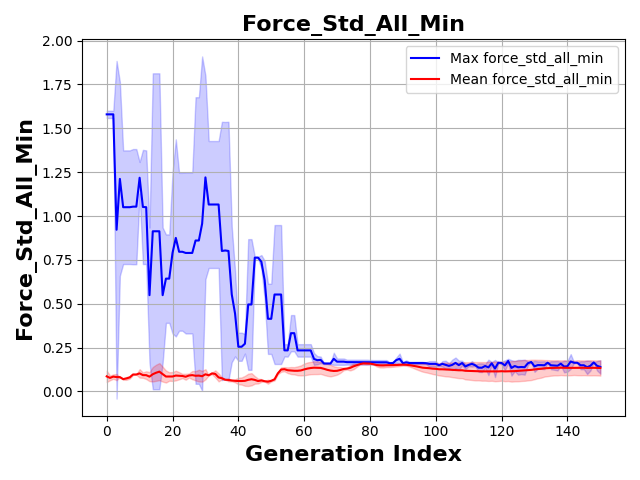 Force_Std_All_Min
Max force_std_all_min
Mean force_std_all_min
Force_Std_All_Min
2.00
1.75
1.50
1.25
1.00
0.75
0.50
0.25
0.00
0 20 40 60 80 100 120 140
Generation Index